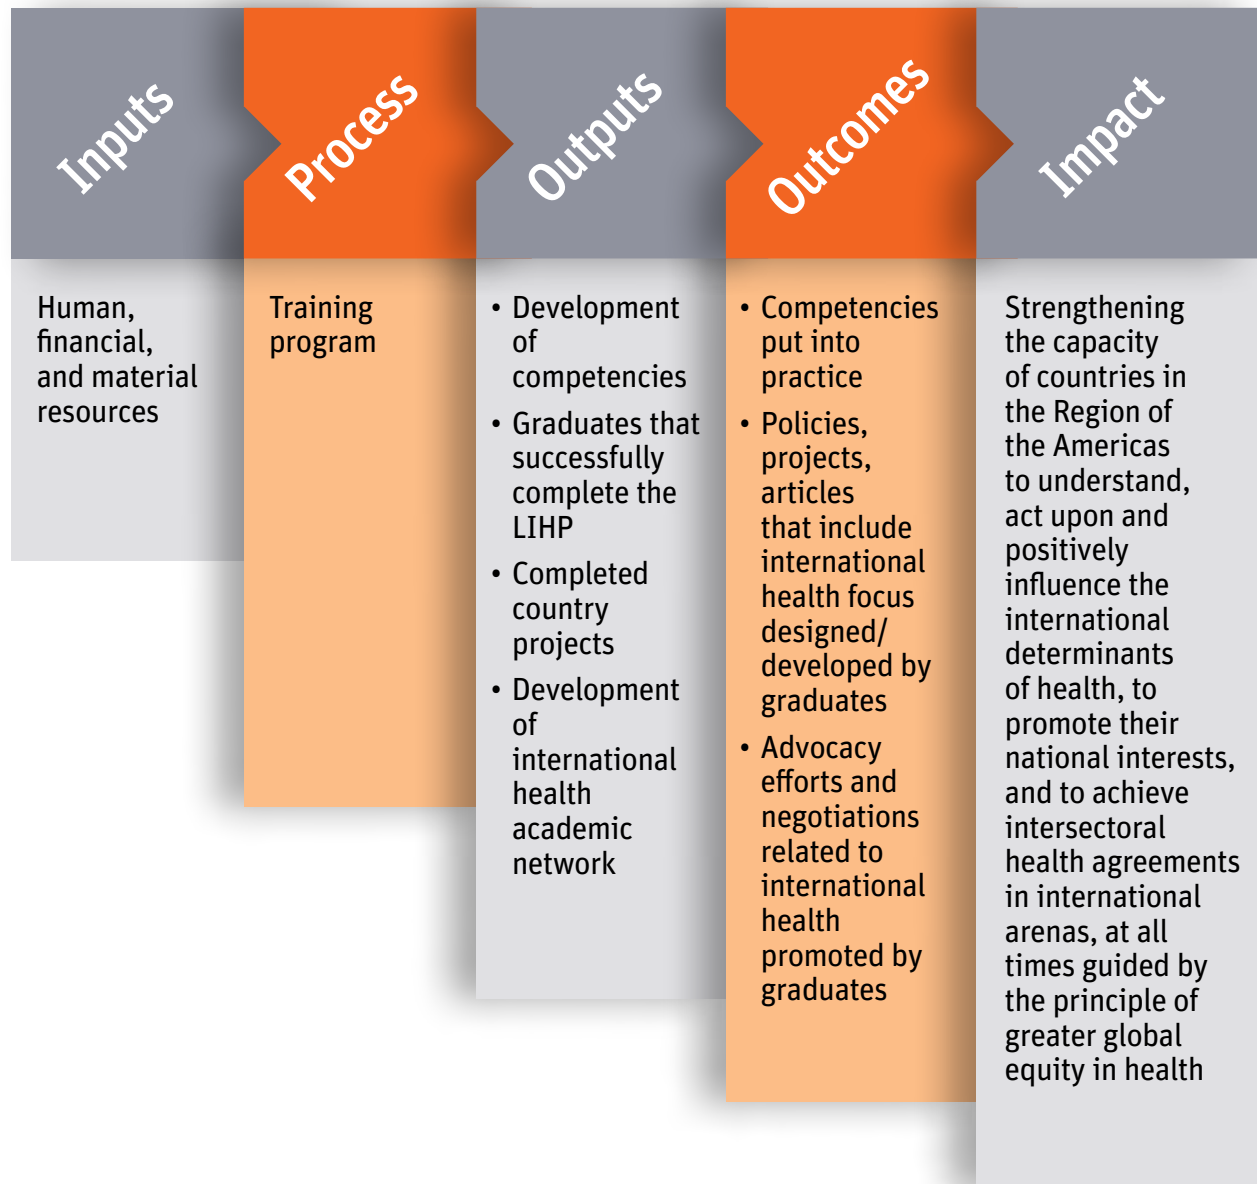 Inputs
Process
Outputs
Outcomes
Impact
Human,
financial,
and material
resources
Training
program
• Development
of
competencies
• Graduates that
successfully
complete the
LIHP
• Completed
country
projects
• Development
of
international
health
academic
network
• Competencies
put into
practice
• Policies,
projects,
articles
that include
international
health focus
designed/
developed by
graduates
• Advocacy
efforts and
negotiations
related to
international
health
promoted by
graduates
Strengthening
the capacity
of countries in
the Region of
the Americas
to understand,
act upon and
positively
influence the
international
determinants
of health, to
promote their
national interests,
and to achieve
intersectoral
health agreements
in international
arenas, at all
times guided by
the principle of
greater global
equity in health